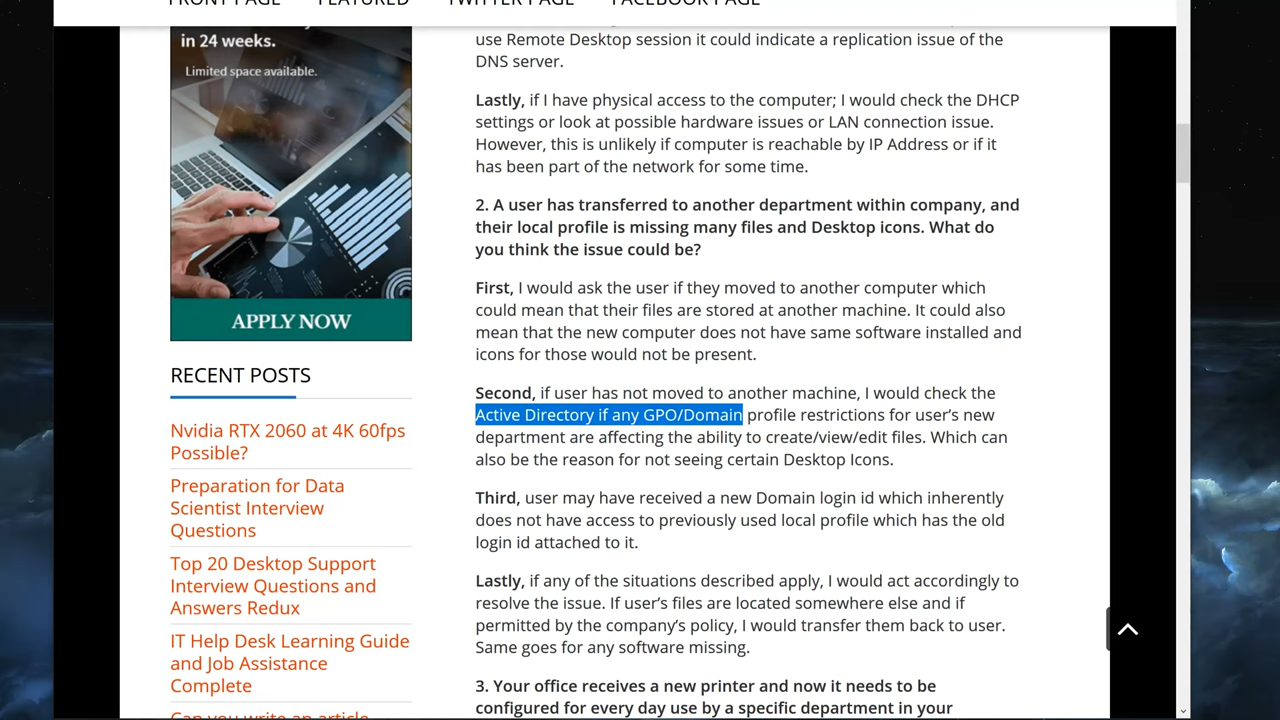 FRONT PAGE FEATURED TWITTER PAGE FACEBOOK PAGE
in 24 weeks.
Limited space available.
APPLY NOW
RECENT POSTS
Nvidia RTX 2060 at 4K 60fps
Possible?
Preparation for Data
Scientist Interview
Questions
Top 20 Desktop Support
Interview Questions and
Answers Redux
IT Help Desk Learning Guide
and Job Assistance
Complete
Can you write an article
use Remote Desktop session it could indicate a replication issue of the
DNS server.
Lastly, if I have physical access to the computer; I would check the DHCP
settings or look at possible hardware issues or LAN connection issue.
However, this is unlikely if computer is reachable by IP Address or if it
has been part of the network for some time.
2. A user has transferred to another department within company, and
their local profile is missing many files and Desktop icons. What do
you think the issue could be?
First, I would ask the user if they moved to another computer which
could mean that their files are stored at another machine. It could also
mean that the new computer does not have same software installed and
icons for those would not be present.
Second, if user has not moved to another machine, I would check the
Active Directory if any GPO/Domain profile restrictions for user’s new
department are affecting the ability to create/view/edit files. Which can
also be the reason for not seeing certain Desktop Icons.
Third, user may have received a new Domain login id which inherently
does not have access to previously used local profile which has the old
login id attached to it.
Lastly, if any of the situations described apply, I would act accordingly to
resolve the issue. If user’s files are located somewhere else and if
permitted by the company’s policy, I would transfer them back to user.
Same goes for any software missing.
3. Your office receives a new printer and now it needs to be
configured for every day use by a specific department in your